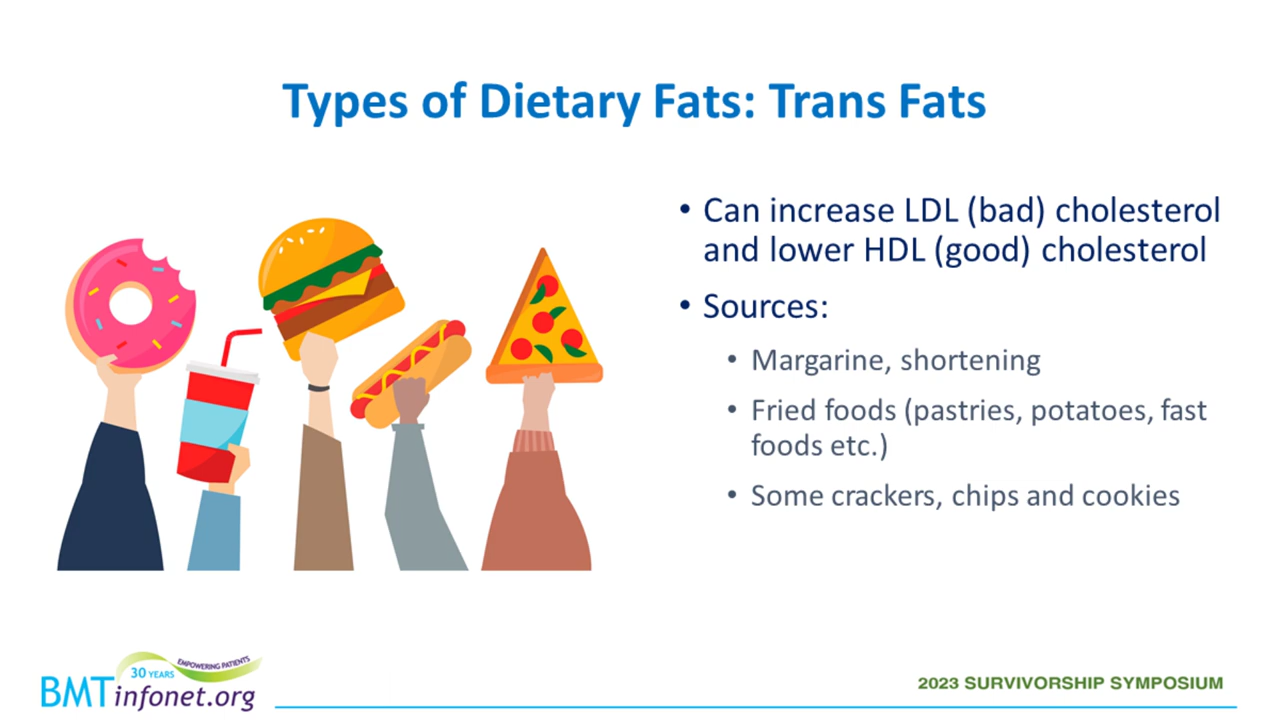 Types of Dietary Fats: Trans Fats
• Can increase LDL (bad) cholesterol
and lower HDL (good) cholesterol
• Sources:
• Margarine, shortening
• Fried foods (pastries, potatoes, fast
foods etc.)
• Some crackers, chips and cookies
30 YEARS
EMPOWERING PATIENTS
BMTinfonet.org
2023 SURVIVORSHIP SYMPOSIUM